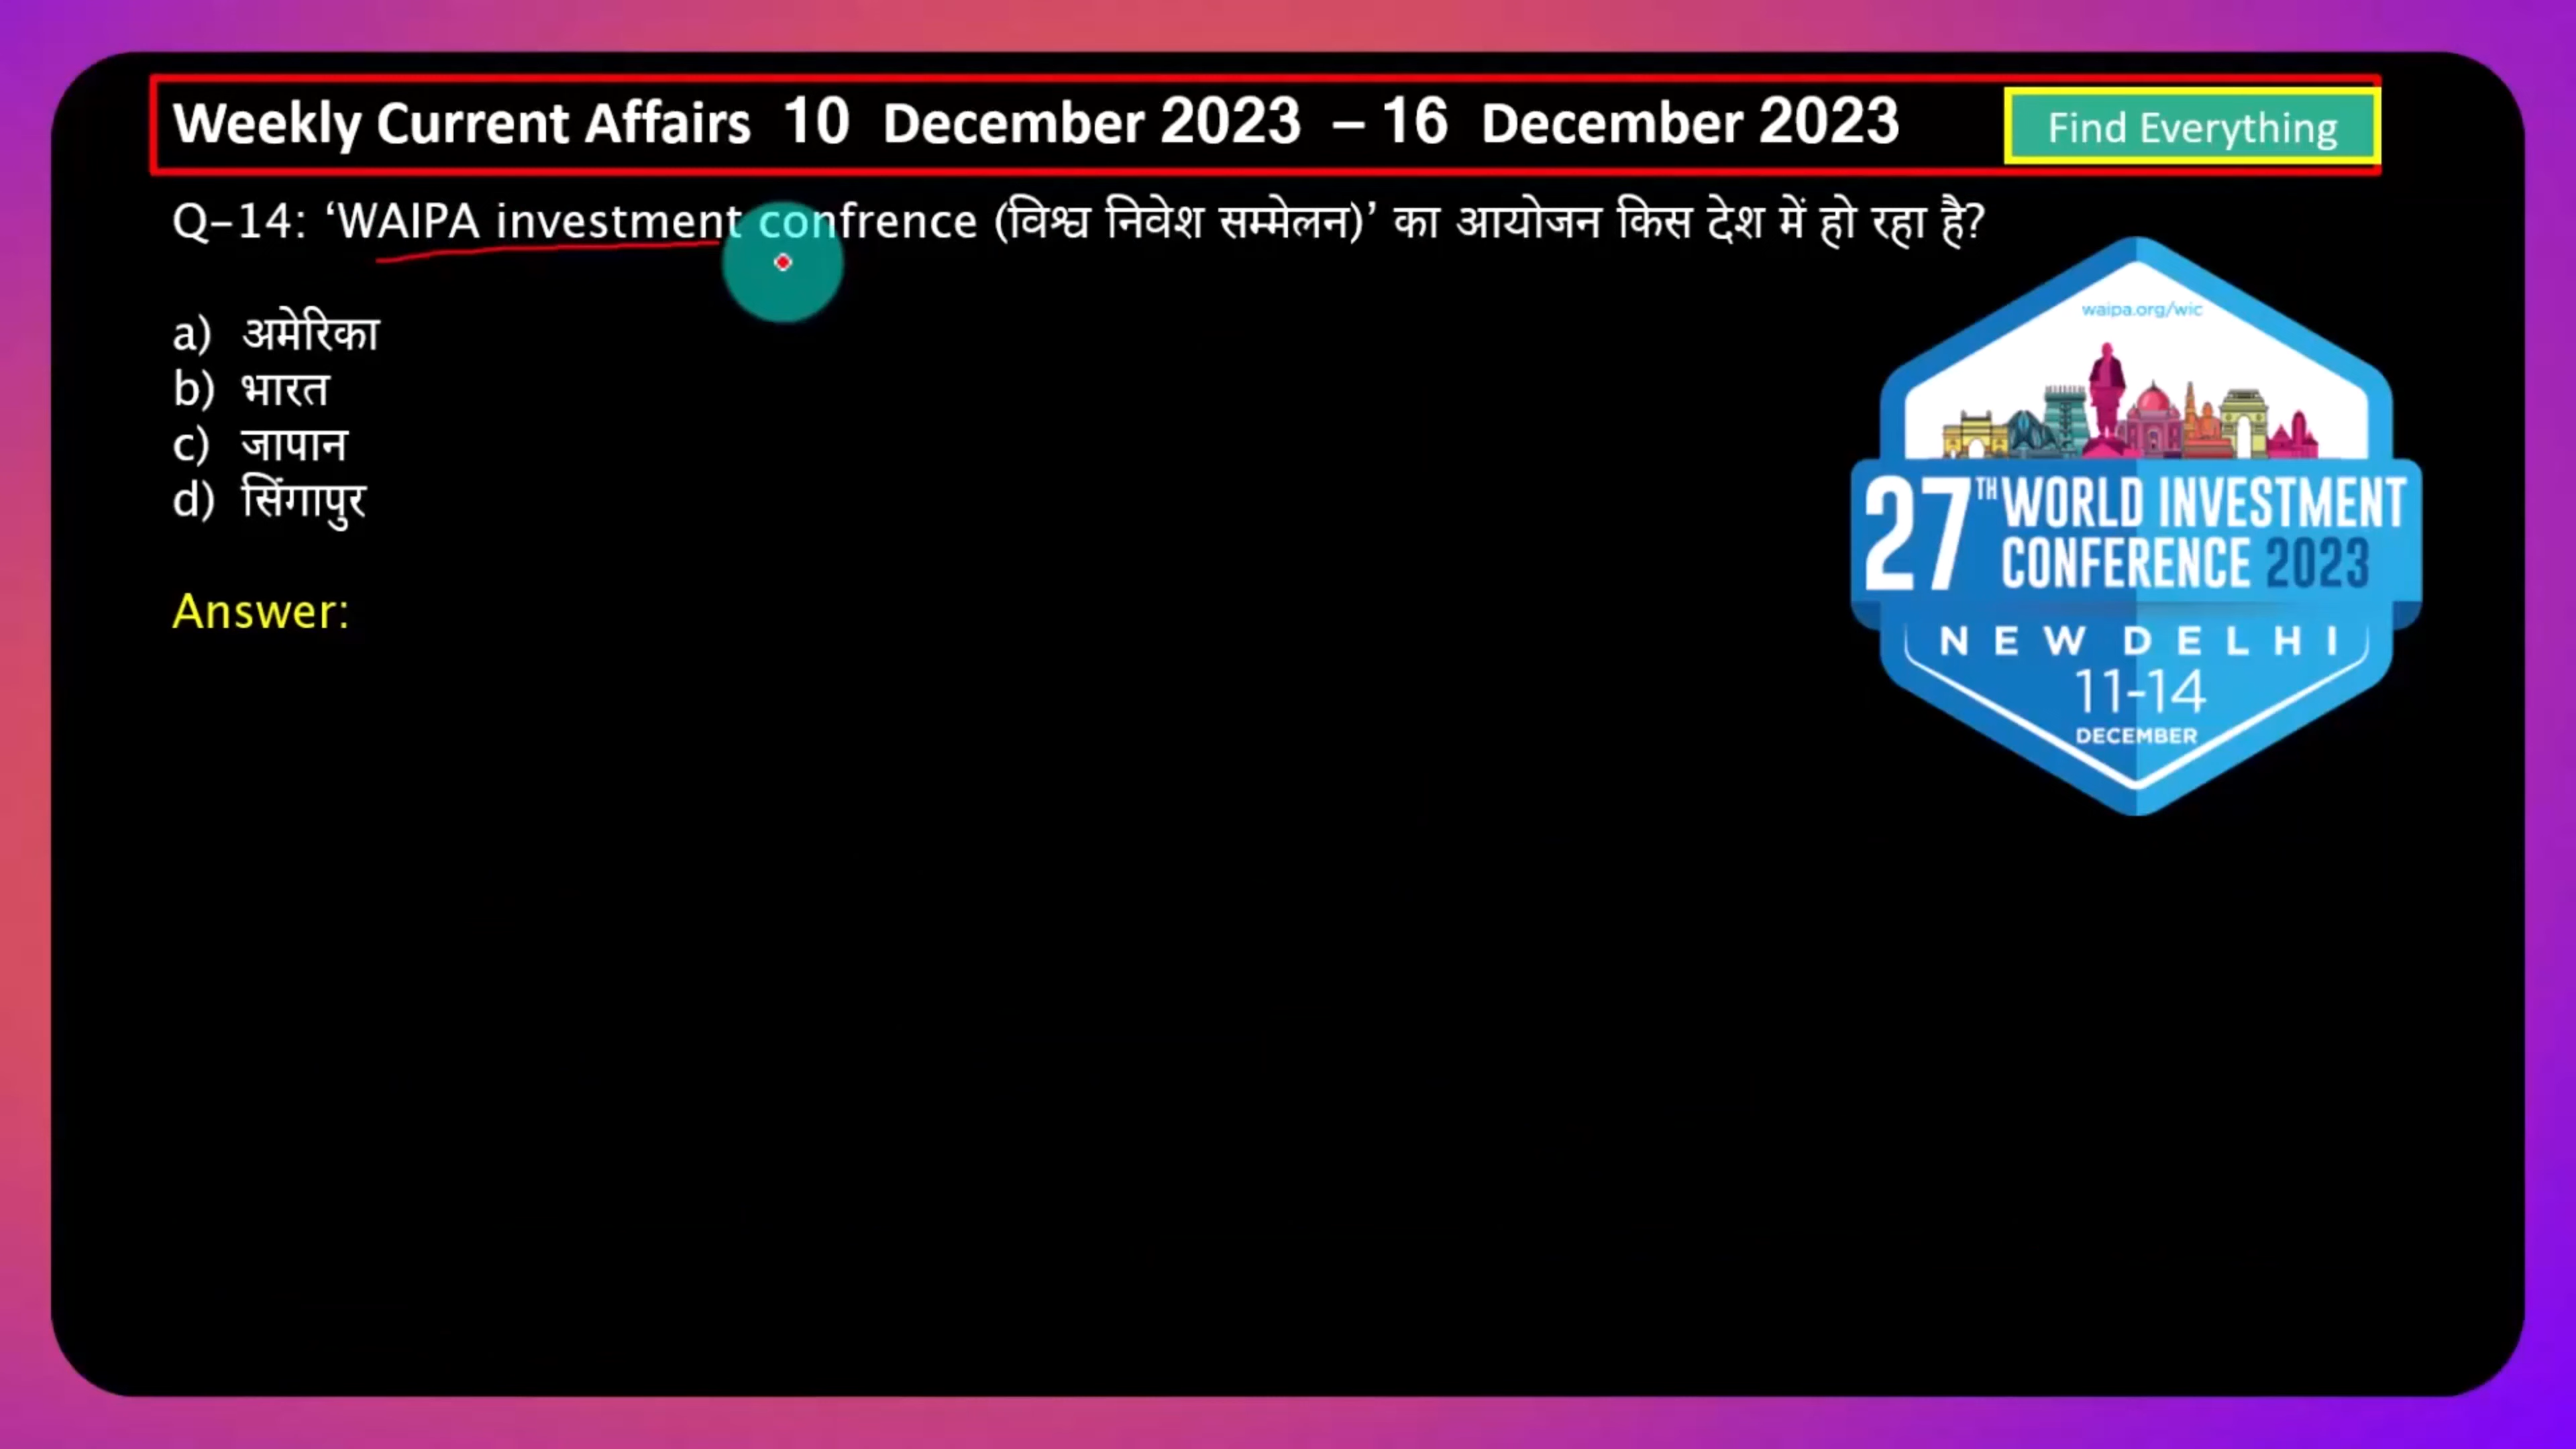 Weekly Current Affairs 10 December 2023 – 16 December 2023
Find Everything
Q-14: ‘WAIPA investment confrence (विश्व निवेश सम्मेलन)’ का आयोजन किस देश में हो रहा है?
a) अमेरिका
b) भारत
c) जापान
d) सिंगापुर
Answer:
waipa.org/wic
27TH WORLD INVESTMENT
CONFERENCE 2023
NEW DELHI
11-14
DECEMBER